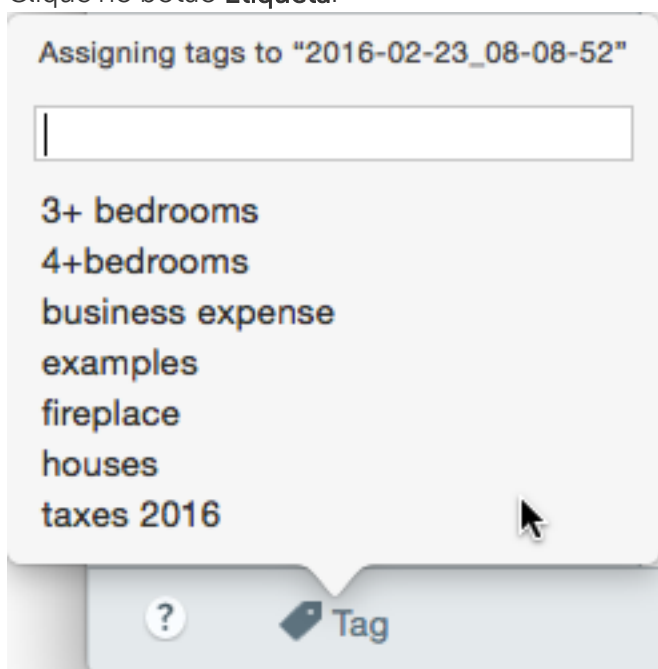 Clique no botão Etiqueta.
Assigning tags to “2016-02-23_08-08-52”
3+ bedrooms
4+bedrooms
business expense
examples
fireplace
houses
taxes 2016
? Tag